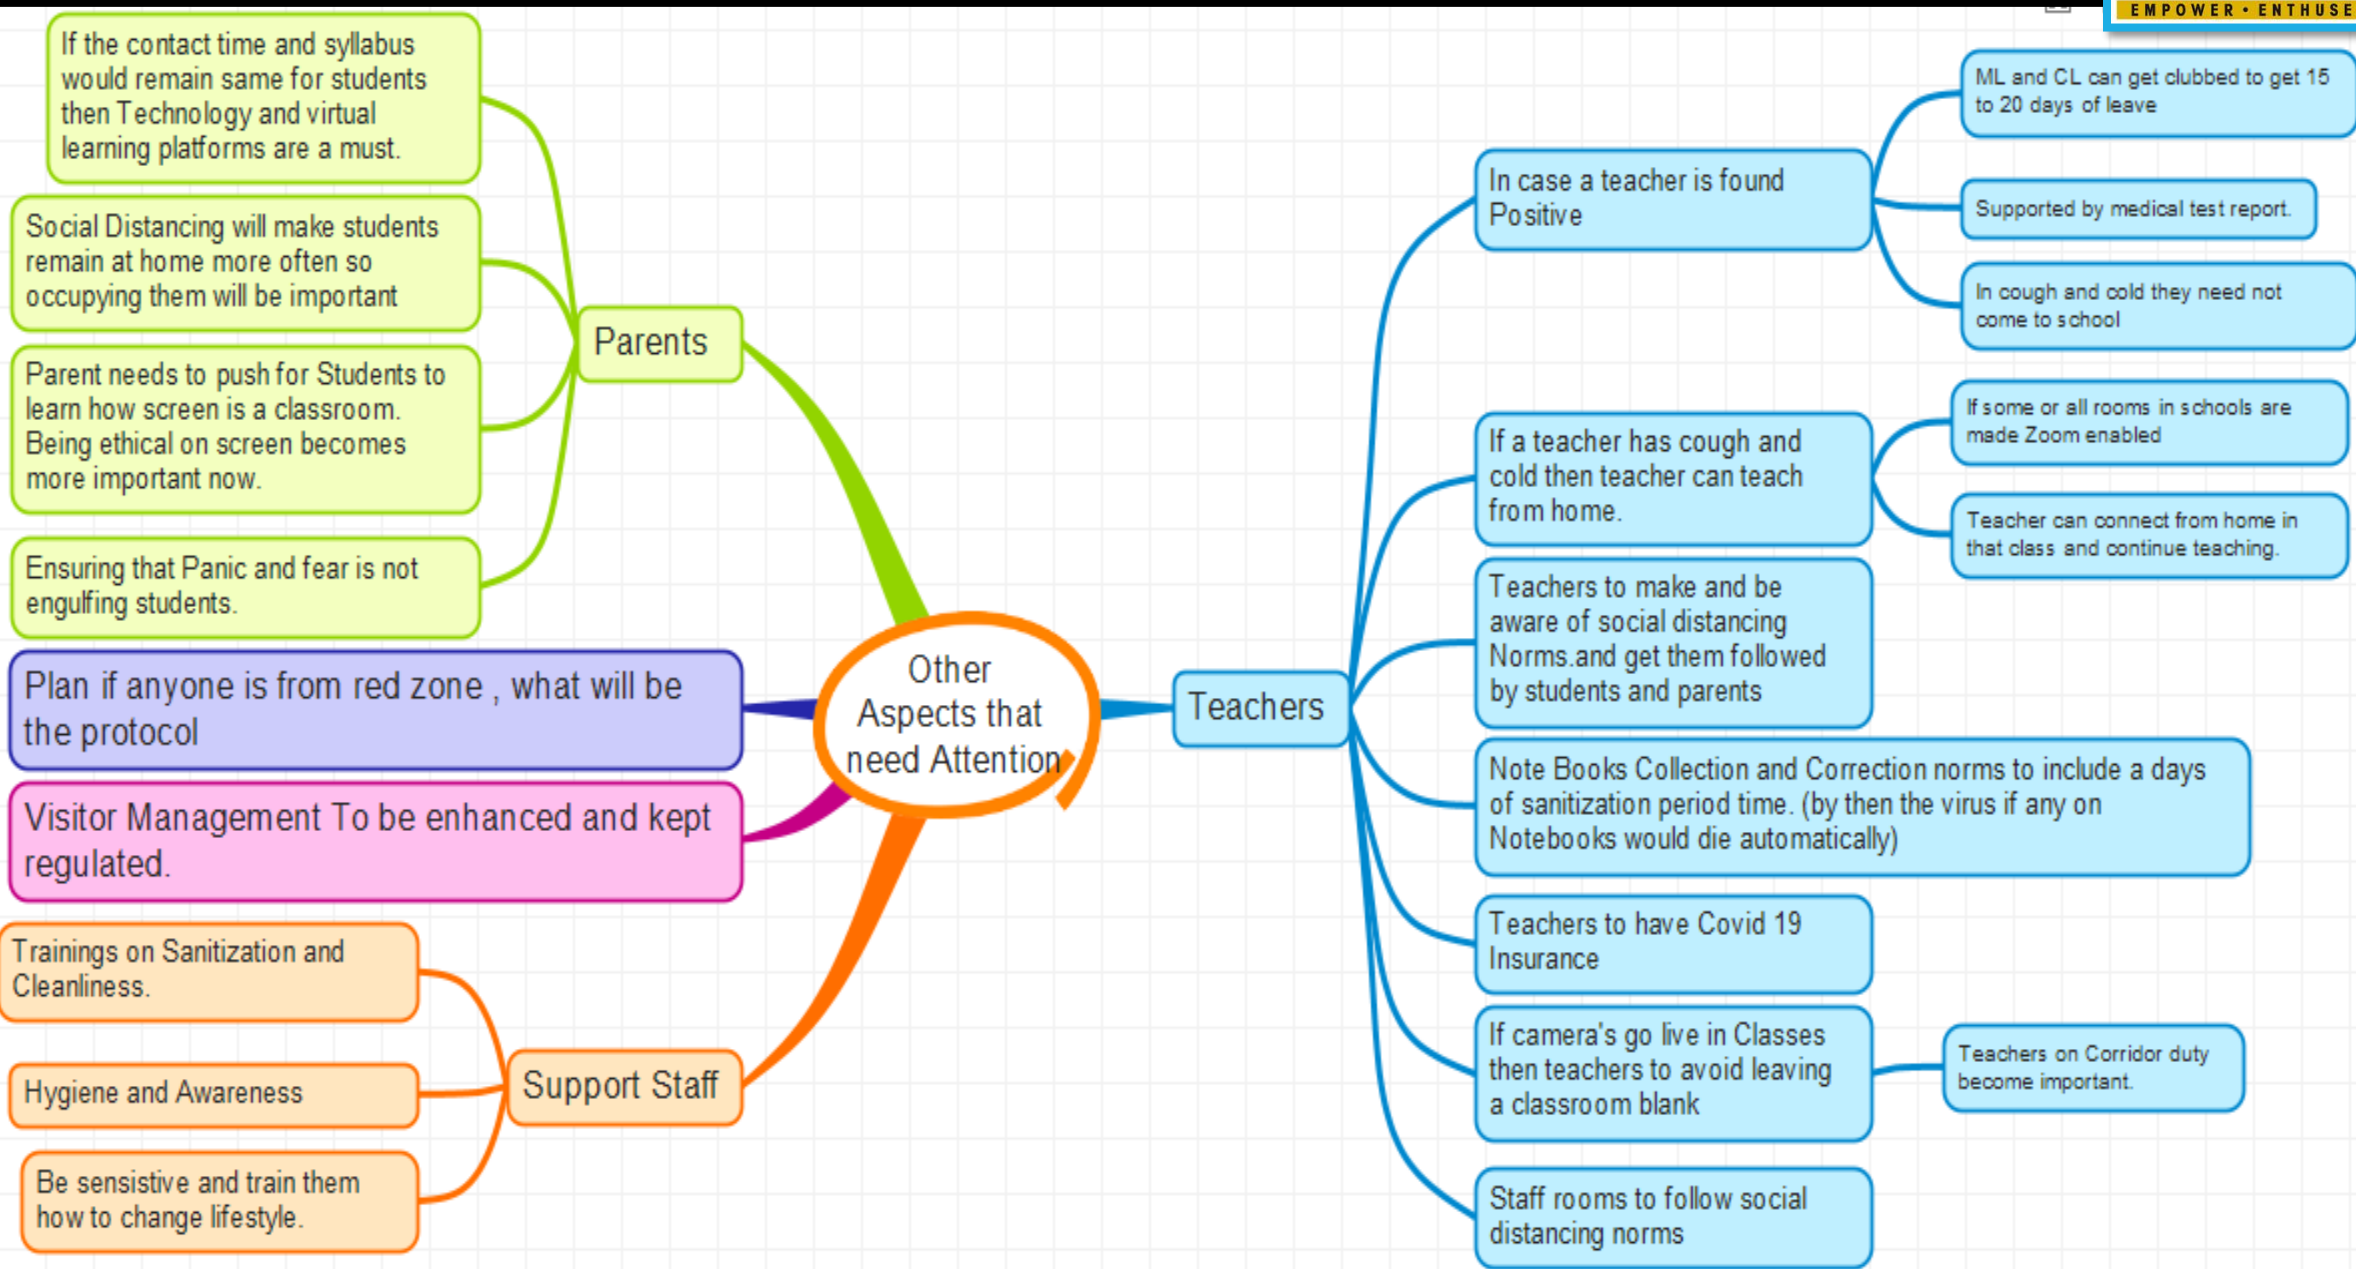 EMPOWER • ENTHUSE
If the contact time and syllabus
would remain same for students
then Technology and virtual
learning platforms are a must.
Social Distancing will make students
remain at home more often so
occupying them will be important
Parent needs to push for Students to
learn how screen is a classroom.
Being ethical on screen becomes
more important now.
Ensuring that Panic and fear is not
engulfing students.
Parents
Plan if anyone is from red zone , what will be
the protocol
Visitor Management To be enhanced and kept
regulated.
Trainings on Sanitization and
Cleanliness.
Hygiene and Awareness
Be sensistive and train them
how to change lifestyle.
Support Staff
Other
Aspects that
need Attention
Teachers
In case a teacher is found
Positive
ML and CL can get clubbed to get 15
to 20 days of leave
Supported by medical test report.
In cough and cold they need not
come to school
If a teacher has cough and
cold then teacher can teach
from home.
If some or all rooms in schools are
made Zoom enabled
Teacher can connect from home in
that class and continue teaching.
Teachers to make and be
aware of social distancing
Norms.and get them followed
by students and parents
Note Books Collection and Correction norms to include a days
of sanitization period time. (by then the virus if any on
Notebooks would die automatically)
Teachers to have Covid 19
Insurance
If camera's go live in Classes
then teachers to avoid leaving
a classroom blank
Teachers on Corridor duty
become important.
Staff rooms to follow social
distancing norms